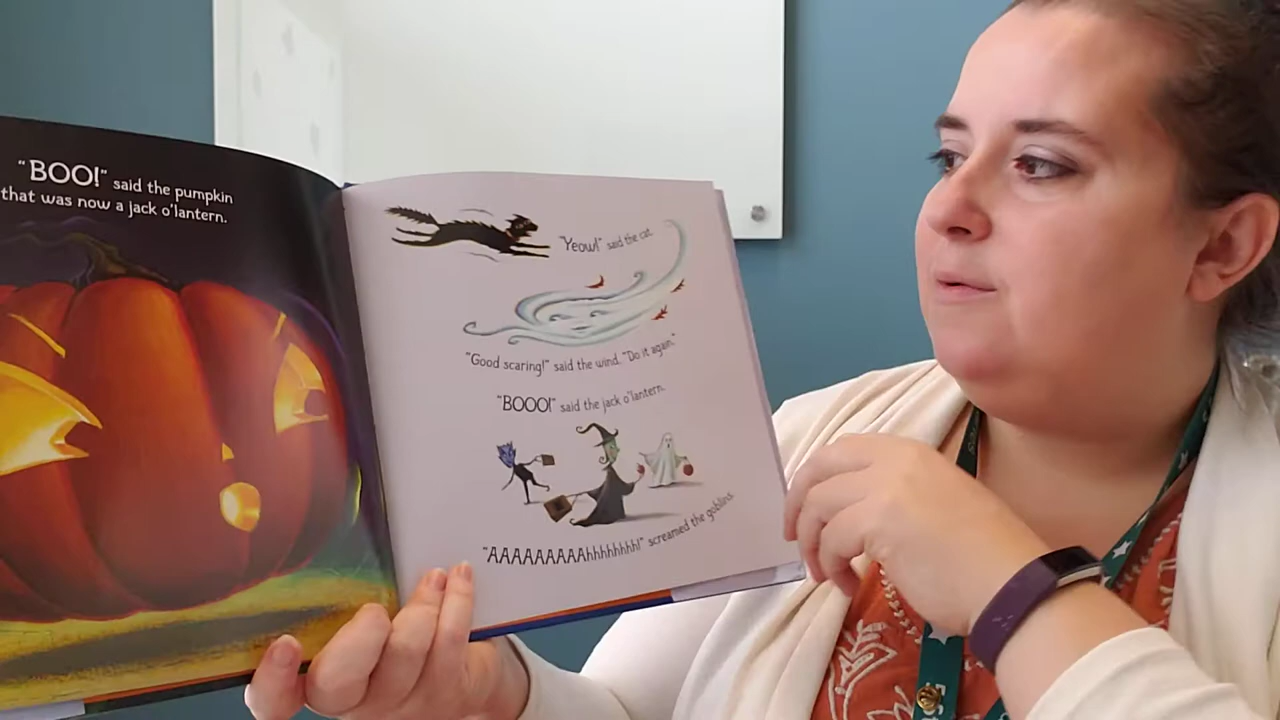 "BOO!" said the pumpkin
that was now a jack o'lantern.
"Yeow!" said the cat.
"Good scaring!" said the wind. "Do it again."
"BOOO!" said the jack o'lantern.
"AAAAAAAAAhhhhhhhh!" screamed the goblins.